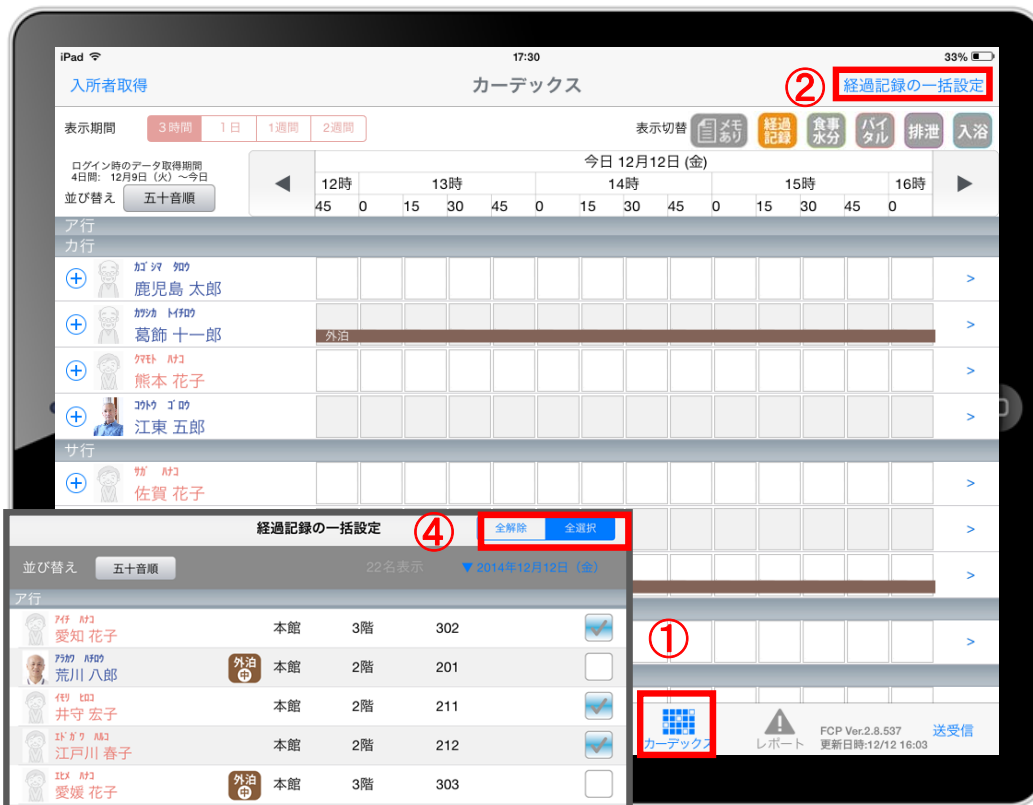 iPad 17:30 33%
入所者取得 カーデックス ② 経過記録の一括設定
表示期間 3時間 1日 1週間 2週間 表示切替 メモあり 経過記録 食事水分 バイタル 排泄 入浴
ログイン時のデータ取得期間
4日間: 12月9日(火)~今日
並び替え 五十音順
◀ 今日 12月12日 (金) ▶
12時 13時 14時 15時 16時
45 0 15 30 45 0 15 30 45 0 15 30 45 0
ア行
カ行
カゴシマ タロウ
鹿児島 太郎 >
カツシカ トイチロウ
葛飾 十一郎 外泊 >
クマモト ハナコ
熊本 花子 >
コウトウ ゴロウ
江東 五郎 >
サ行
サガ ハナコ
佐賀 花子 >
>
>
>
経過記録の一括設定 ④ 全解除 全選択
並び替え 五十音順 22名表示 ▼ 2014年12月12日(金)
ア行
アイチ ハナコ
愛知 花子 本館 3階 302
アラカワ ハチロウ
荒川 八郎 外泊中 本館 2階 201
イモリ ヒロコ
井守 宏子 本館 2階 211
エドガワ ハルコ
江戸川 春子 本館 2階 212
エヒメ ハナコ
愛媛 花子 外泊中 本館 3階 303
①
カーデックス レポート FCP Ver.2.8.537 送受信
更新日時:12/12 16:03